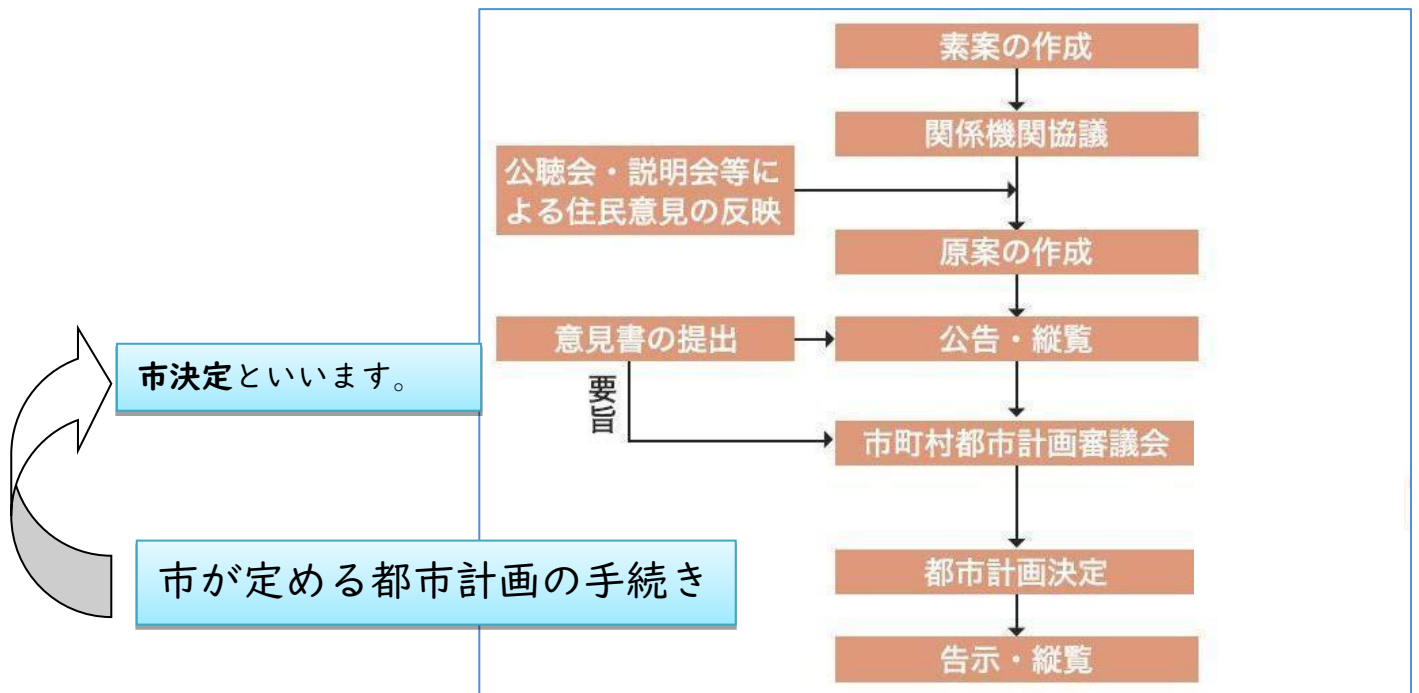 素案の作成
関係機関協議
公聴会・説明会等に
よる住民意見の反映
原案の作成
意見書の提出
公告・縦覧
要旨
市町村都市計画審議会
都市計画決定
告示・縦覧
市決定といいます。
市が定める都市計画の手続き